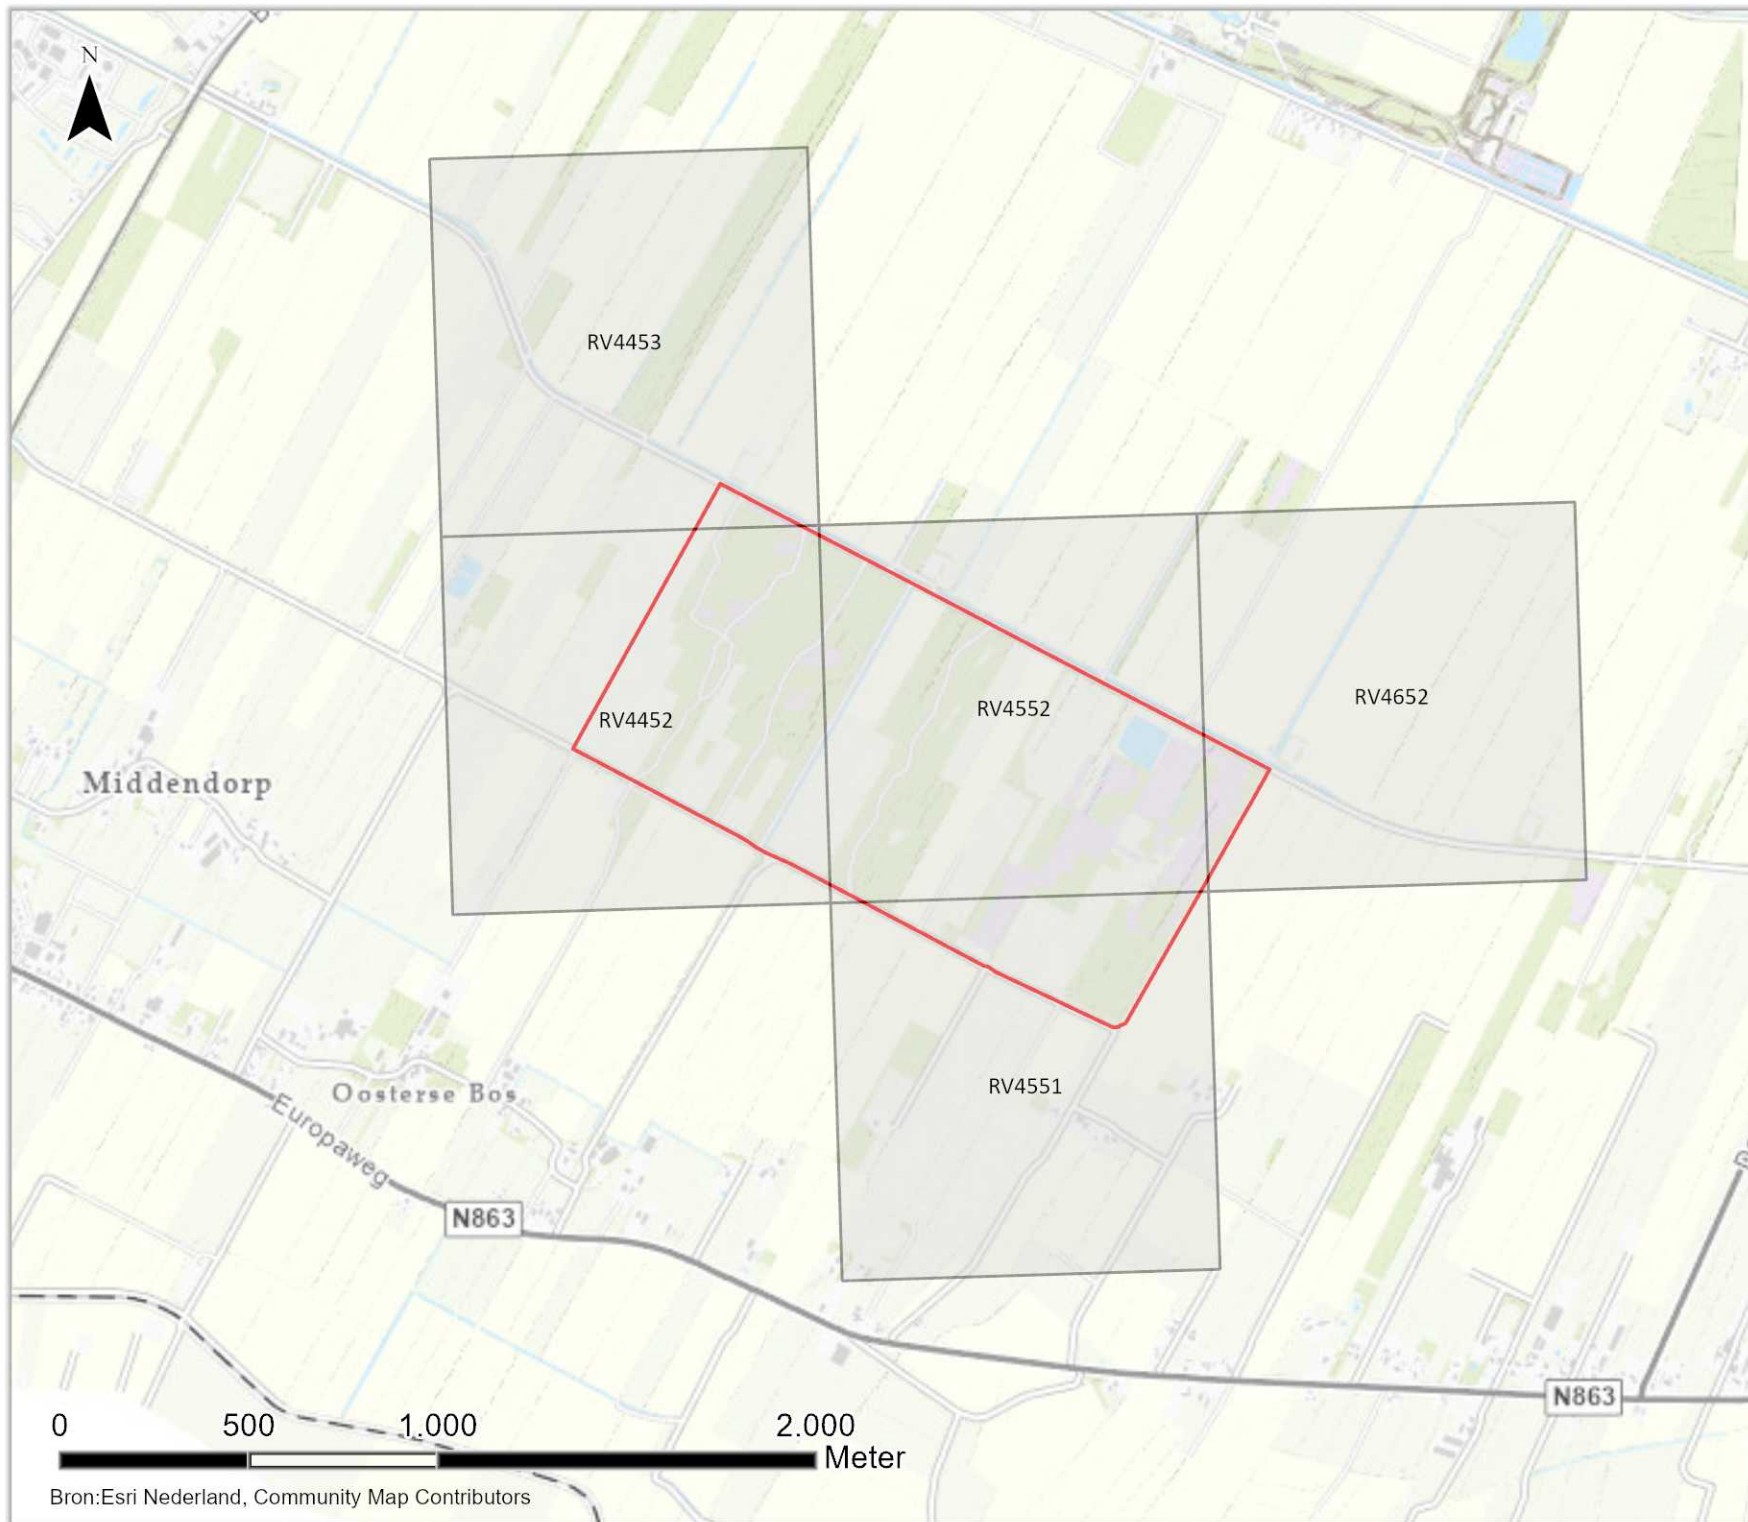 N
RV4453
RV4452
RV4552
RV4652
Middendorp
RV4551
Oosterse Bos
Europaweg
N863
N863
0 500 1.000 2.000
Meter
Bron:Esri Nederland, Community Map Contributors